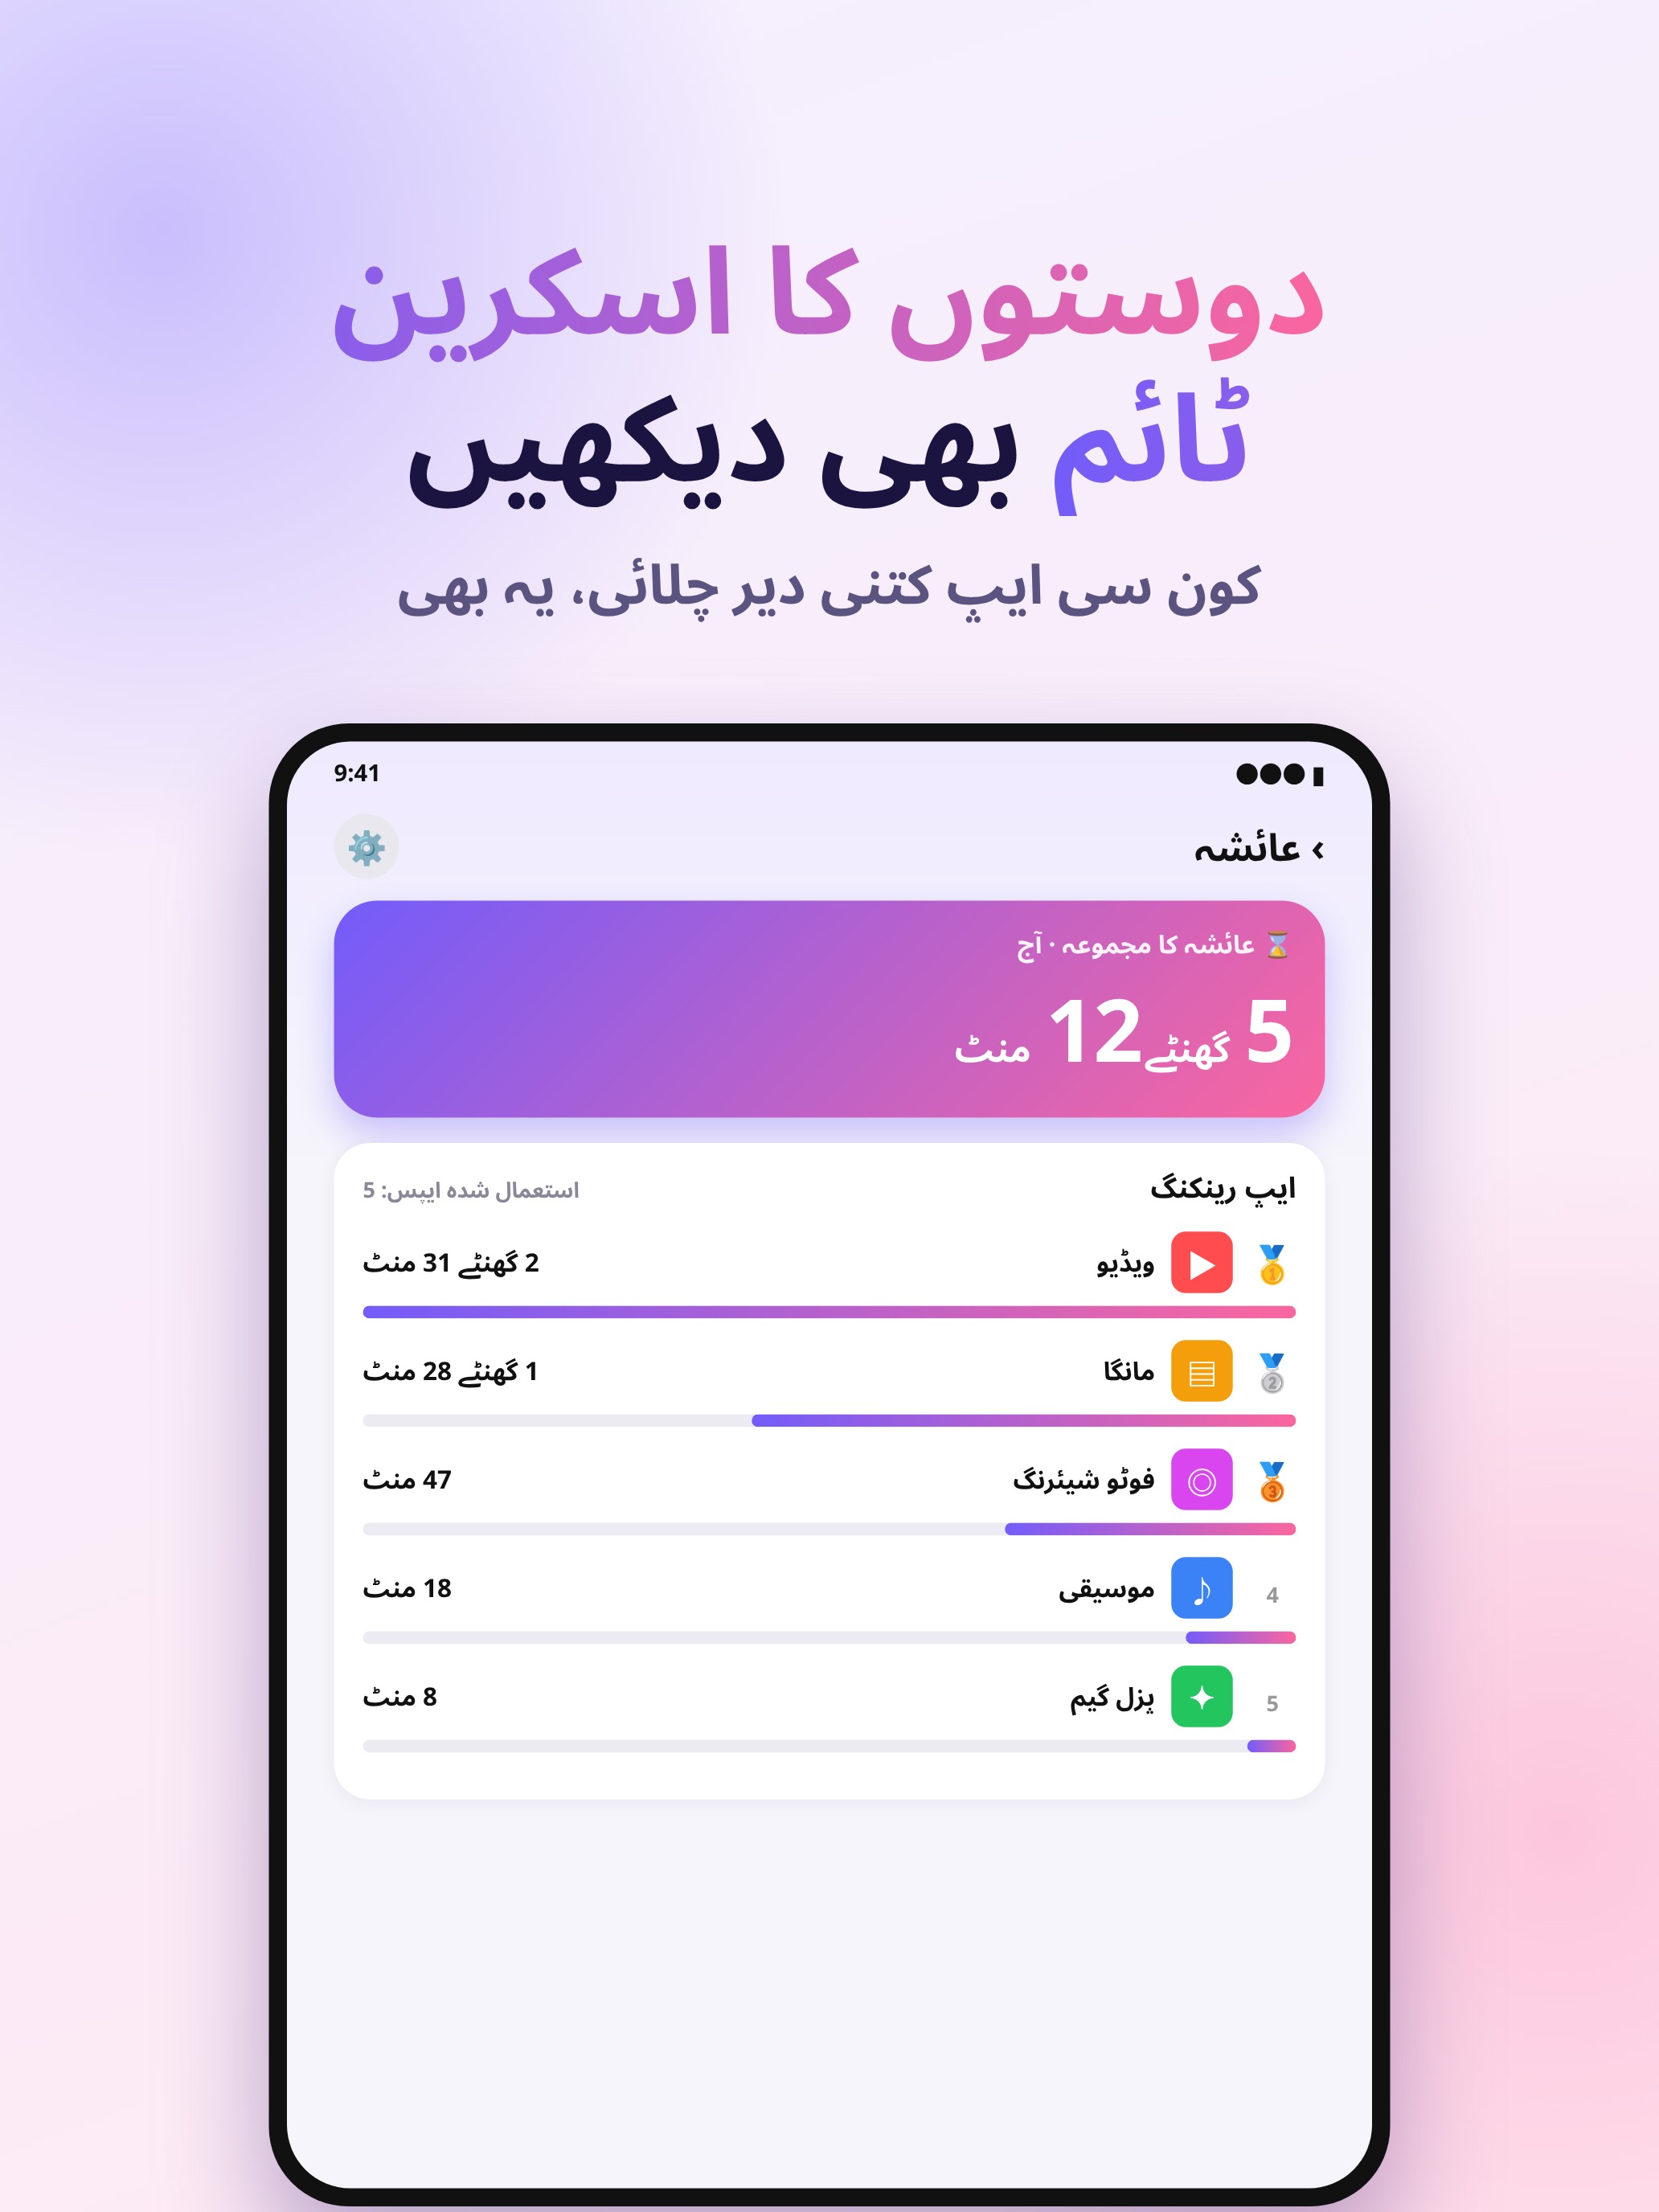 دوستوں کا اسکرین
ٹائم بھی دیکھیں
کون سی ایپ کتنی دیر چلائی، یہ بھی
9:41
‹ عائشہ
⌛ عائشہ کا مجموعہ · آج
5 گھنٹے 12 منٹ
ایپ رینکنگ
استعمال شدہ ایپس: 5
ویڈیو
2 گھنٹے 31 منٹ
مانگا
1 گھنٹے 28 منٹ
فوٹو شیئرنگ
47 منٹ
4
موسیقی
18 منٹ
5
پزل گیم
8 منٹ